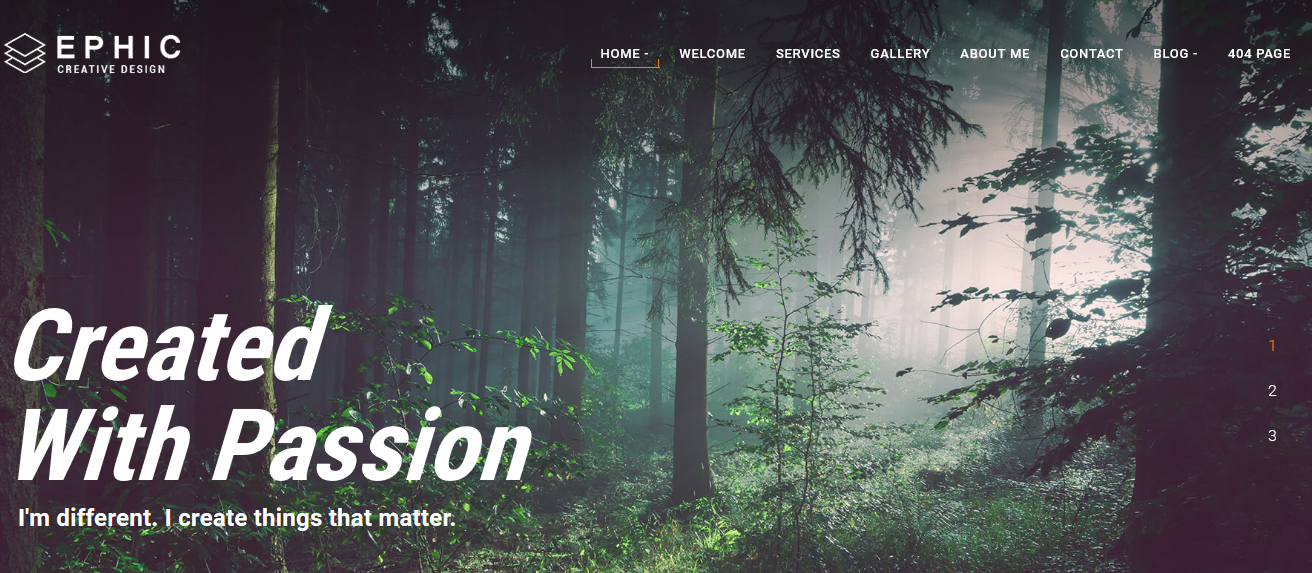 EPHIC
CREATIVE DESIGN
HOME -
WELCOME
SERVICES
GALLERY
ABOUT ME
CONTACT
BLOG -
404 PAGE
Created
With Passion
I'm different. I create things that matter.
1
2
3